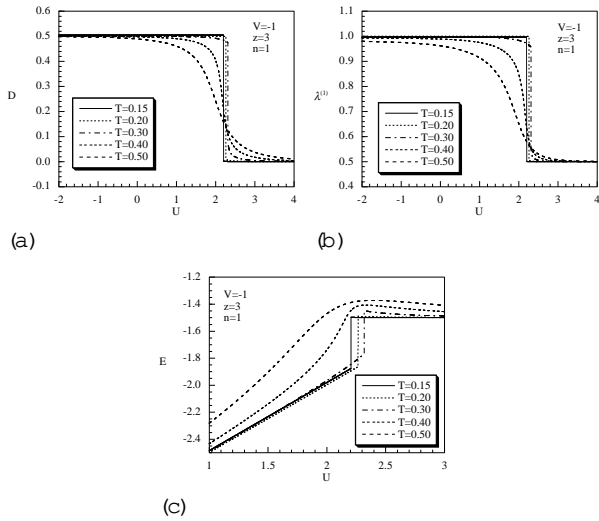 0.6
0.5
0.4
0.3
0.2
0.1
0.0
-0.1
D
V=-1
z=3
n=1
T=0.15
T=0.20
T=0.30
T=0.40
T=0.50
-2 -1 0 1 2 3 4
U
(a)
1.1
1.0
0.9
0.8
0.7
0.6
0.5
0.4
λ(1)
V=-1
z=3
n=1
T=0.15
T=0.20
T=0.30
T=0.40
T=0.50
-2 -1 0 1 2 3 4
U
(b)
-1.2
-1.4
-1.6
-1.8
-2.0
-2.2
-2.4
E
V=-1
z=3
n=1
T=0.15
T=0.20
T=0.30
T=0.40
T=0.50
1 1.5 2 2.5 3
U
(c)